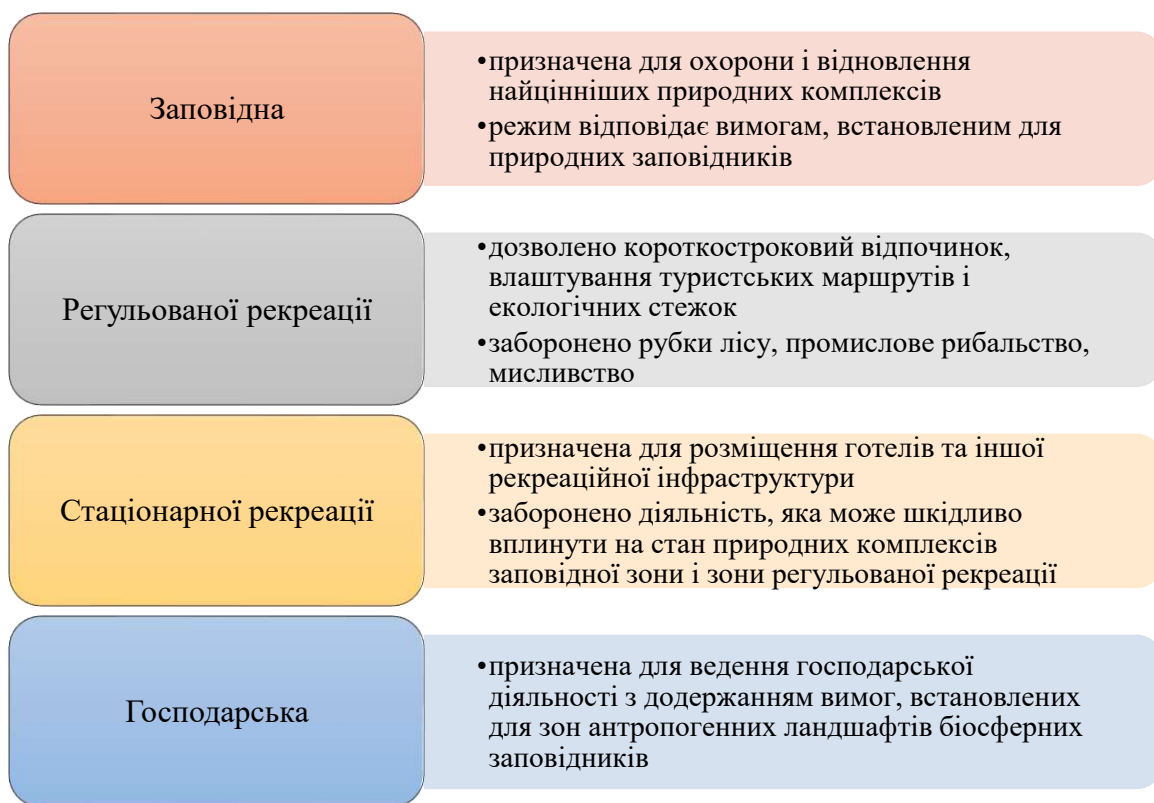 Заповідна
•призначена для охорони і відновлення
найцінніших природних комплексів
•режим відповідає вимогам, встановленим для
природних заповідників
Регульованої рекреації
•дозволено короткостроковий відпочинок,
влаштування туристських маршрутів і
екологічних стежок
•заборонено рубки лісу, промислове рибальство,
мисливство
Стаціонарної рекреації
•призначена для розміщення готелів та іншої
рекреаційної інфраструктури
•заборонено діяльність, яка може шкідливо
вплинути на стан природних комплексів
заповідної зони і зони регульованої рекреації
Господарська
•призначена для ведення господарської
діяльності з додержанням вимог, встановлених
для зон антропогенних ландшафтів біосферних
заповідників